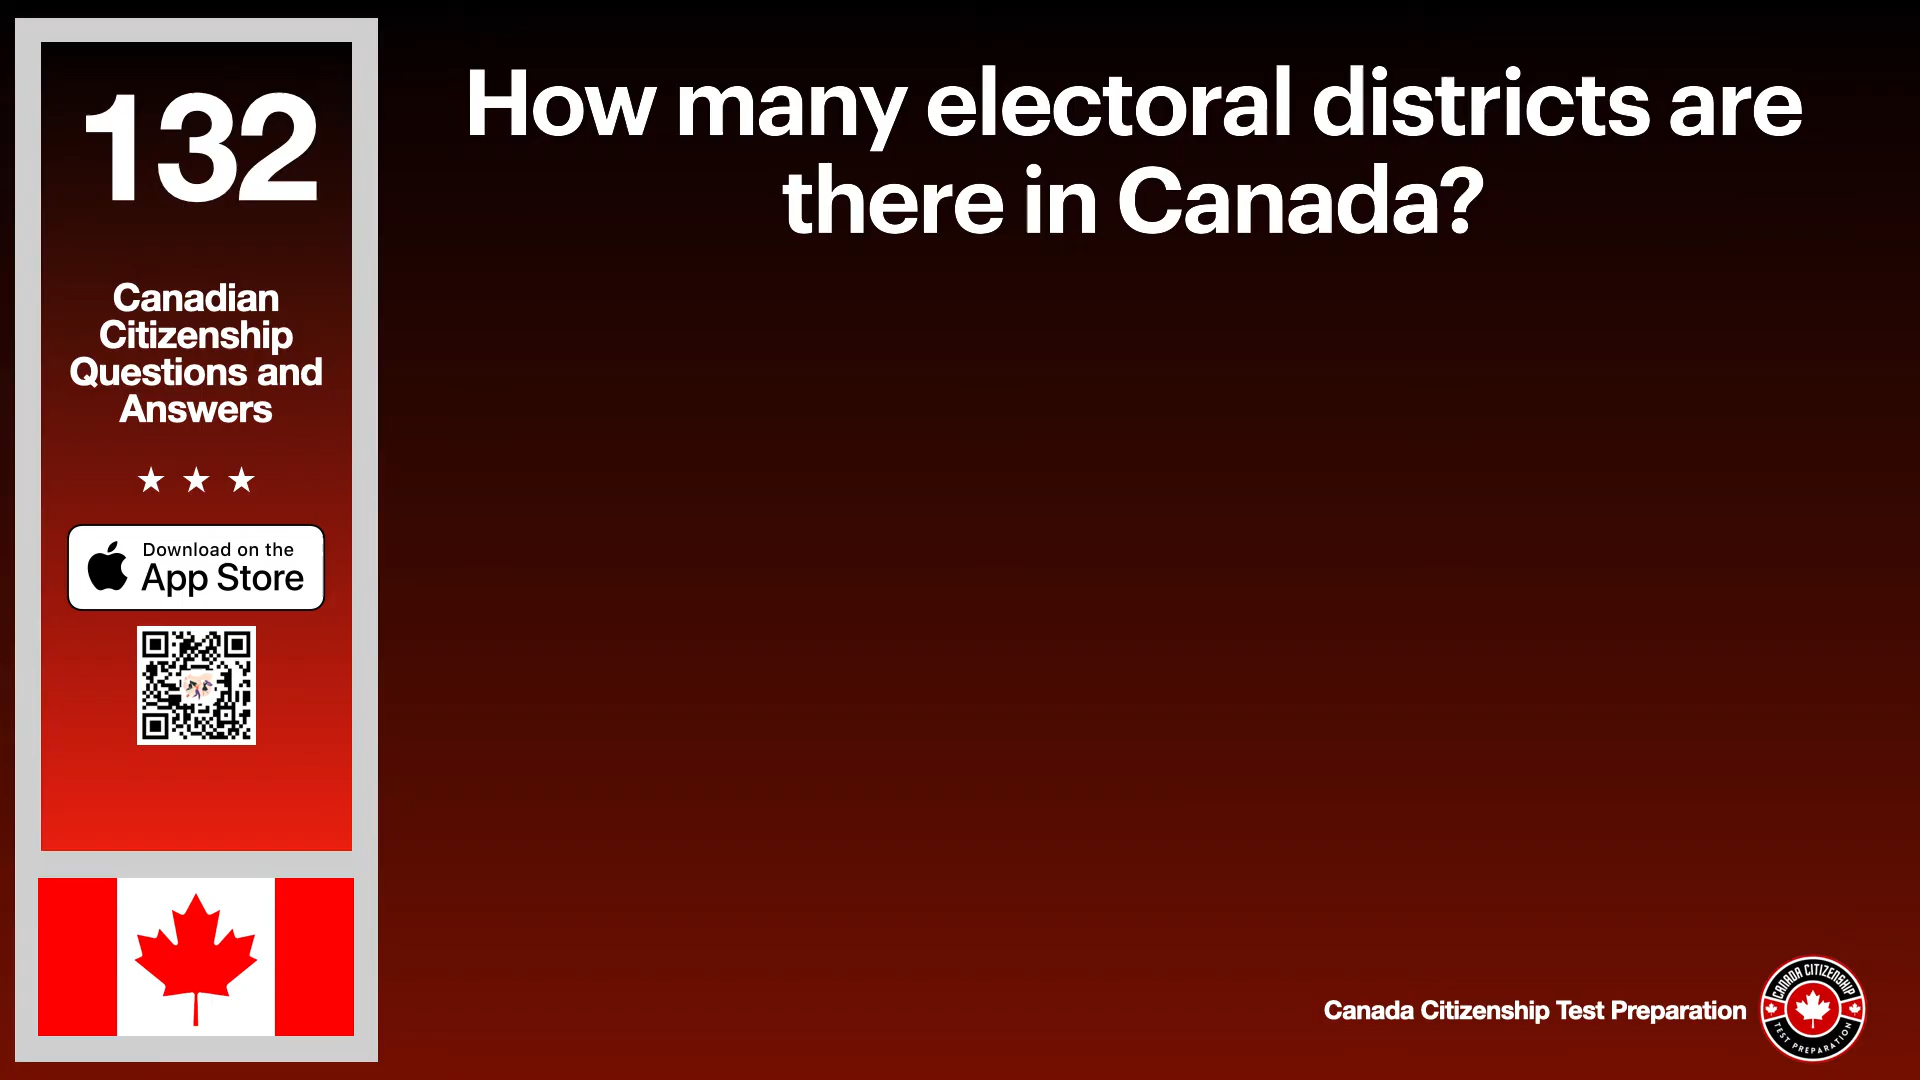 132
Canadian
Citizenship
Questions and
Answers
Download on the
App Store
How many electoral districts are
there in Canada?
Canada Citizenship Test Preparation
CANADA CITIZENSHIP
TEST PREPARATION